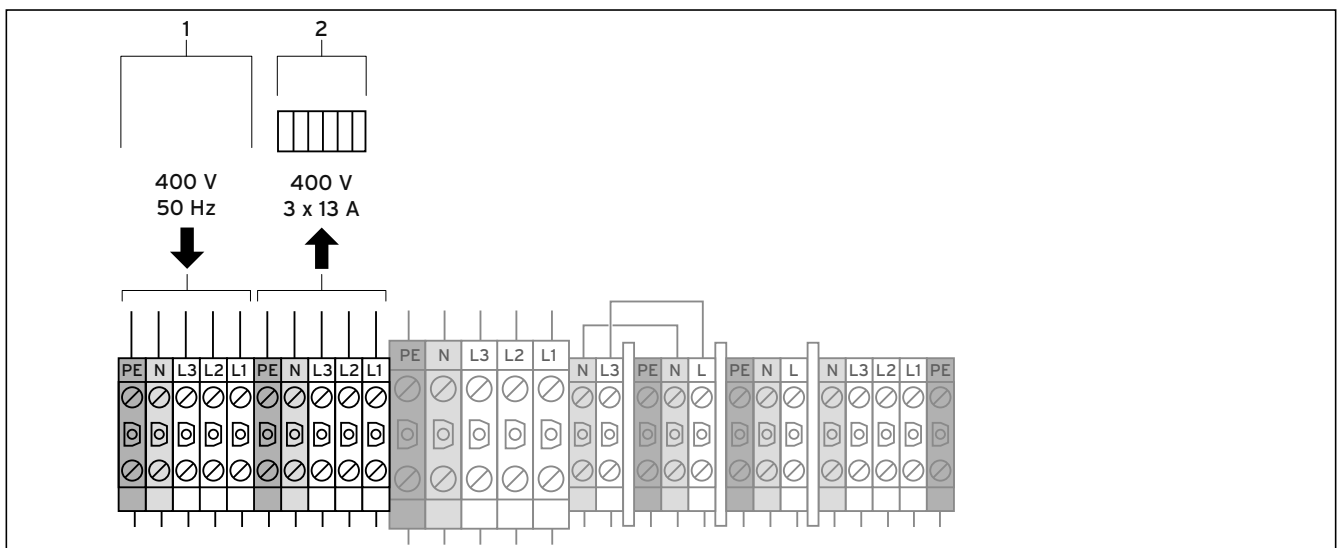 1 2
400 V 400 V
50 Hz 3 x 13 A
PE N L3 L2 L1
PE N L3 L2 L1 PE N L3 L2 L1 N L3 PE N L PE N L N L3 L2 L1 PE